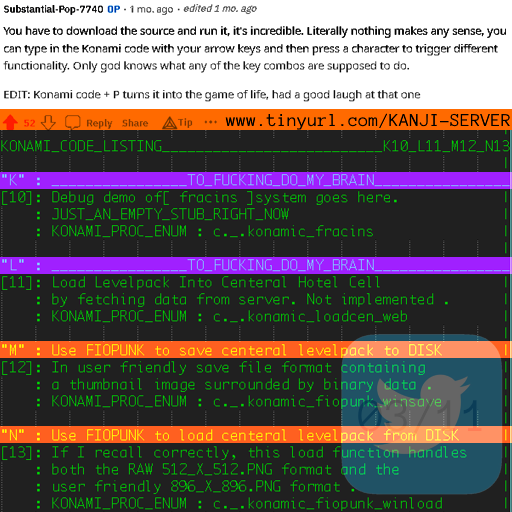 Substantial-Pop-7740 OP · 1 mo. ago · edited 1 mo. ago
You have to download the source and run it, it's incredible. Literally nothing makes any sense, you
can type in the Konami code with your arrow keys and then press a character to trigger different
functionality. Only god knows what any of the key combos are supposed to do.
EDIT: Konami code + P turns it into the game of life, had a good laugh at that one
52 Reply Share Tip ... www.tinyurl.com/KANJI-SERVER
KONAMI_CODE_LISTING__________________________K10_L11_M12_N13
"K" : ________________TO_FUCKING_DO_MY_BRAIN________________
[10]: Debug demo of[ fracins ]system goes here.
: JUST_AN_EMPTY_STUB_RIGHT_NOW
: KONAMI_PROC_ENUM : c._.konamic_fracins
"L" : ________________TO_FUCKING_DO_MY_BRAIN________________
[11]: Load Levelpack Into Centeral Hotel Cell
: by fetching data from server. Not implemented .
: KONAMI_PROC_ENUM : c._.konamic_loadcen_web
"M" : Use FIOPUNK to save centeral levelpack to DISK
[12]: In user friendly save file format containing
: a thumbnail image surrounded by binary data .
: KONAMI_PROC_ENUM : c._.konamic_fiopunk_winsave
"N" : Use FIOPUNK to load centeral levelpack from DISK
[13]: If I recall correctly, this load function handles
: both the RAW 512_X_512.PNG format and the
: user friendly 896_X_896.PNG format.
: KONAMI_PROC_ENUM : c._.konamic_fiopunk_winload